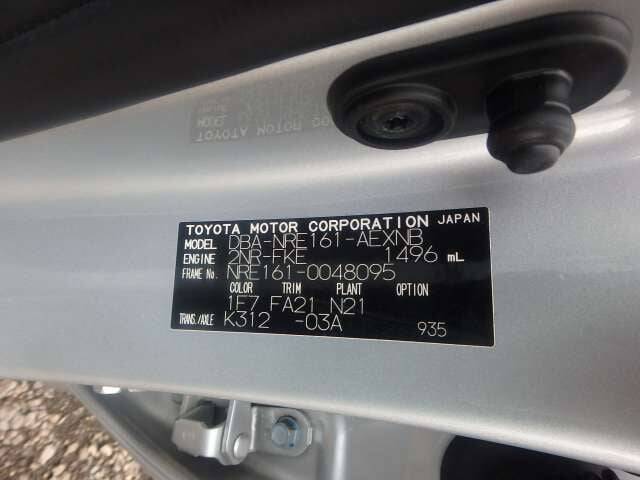 TOYOTA MOTOR CORPORATION JAPAN
MODEL DBA-NRE161-AEXNB
ENGINE 2NR-FKE 1496 mL
FRAME No. NRE161-0048095
COLOR TRIM PLANT OPTION
1F7 FA21 N21
TRANS./AXLE K312 -03A 935